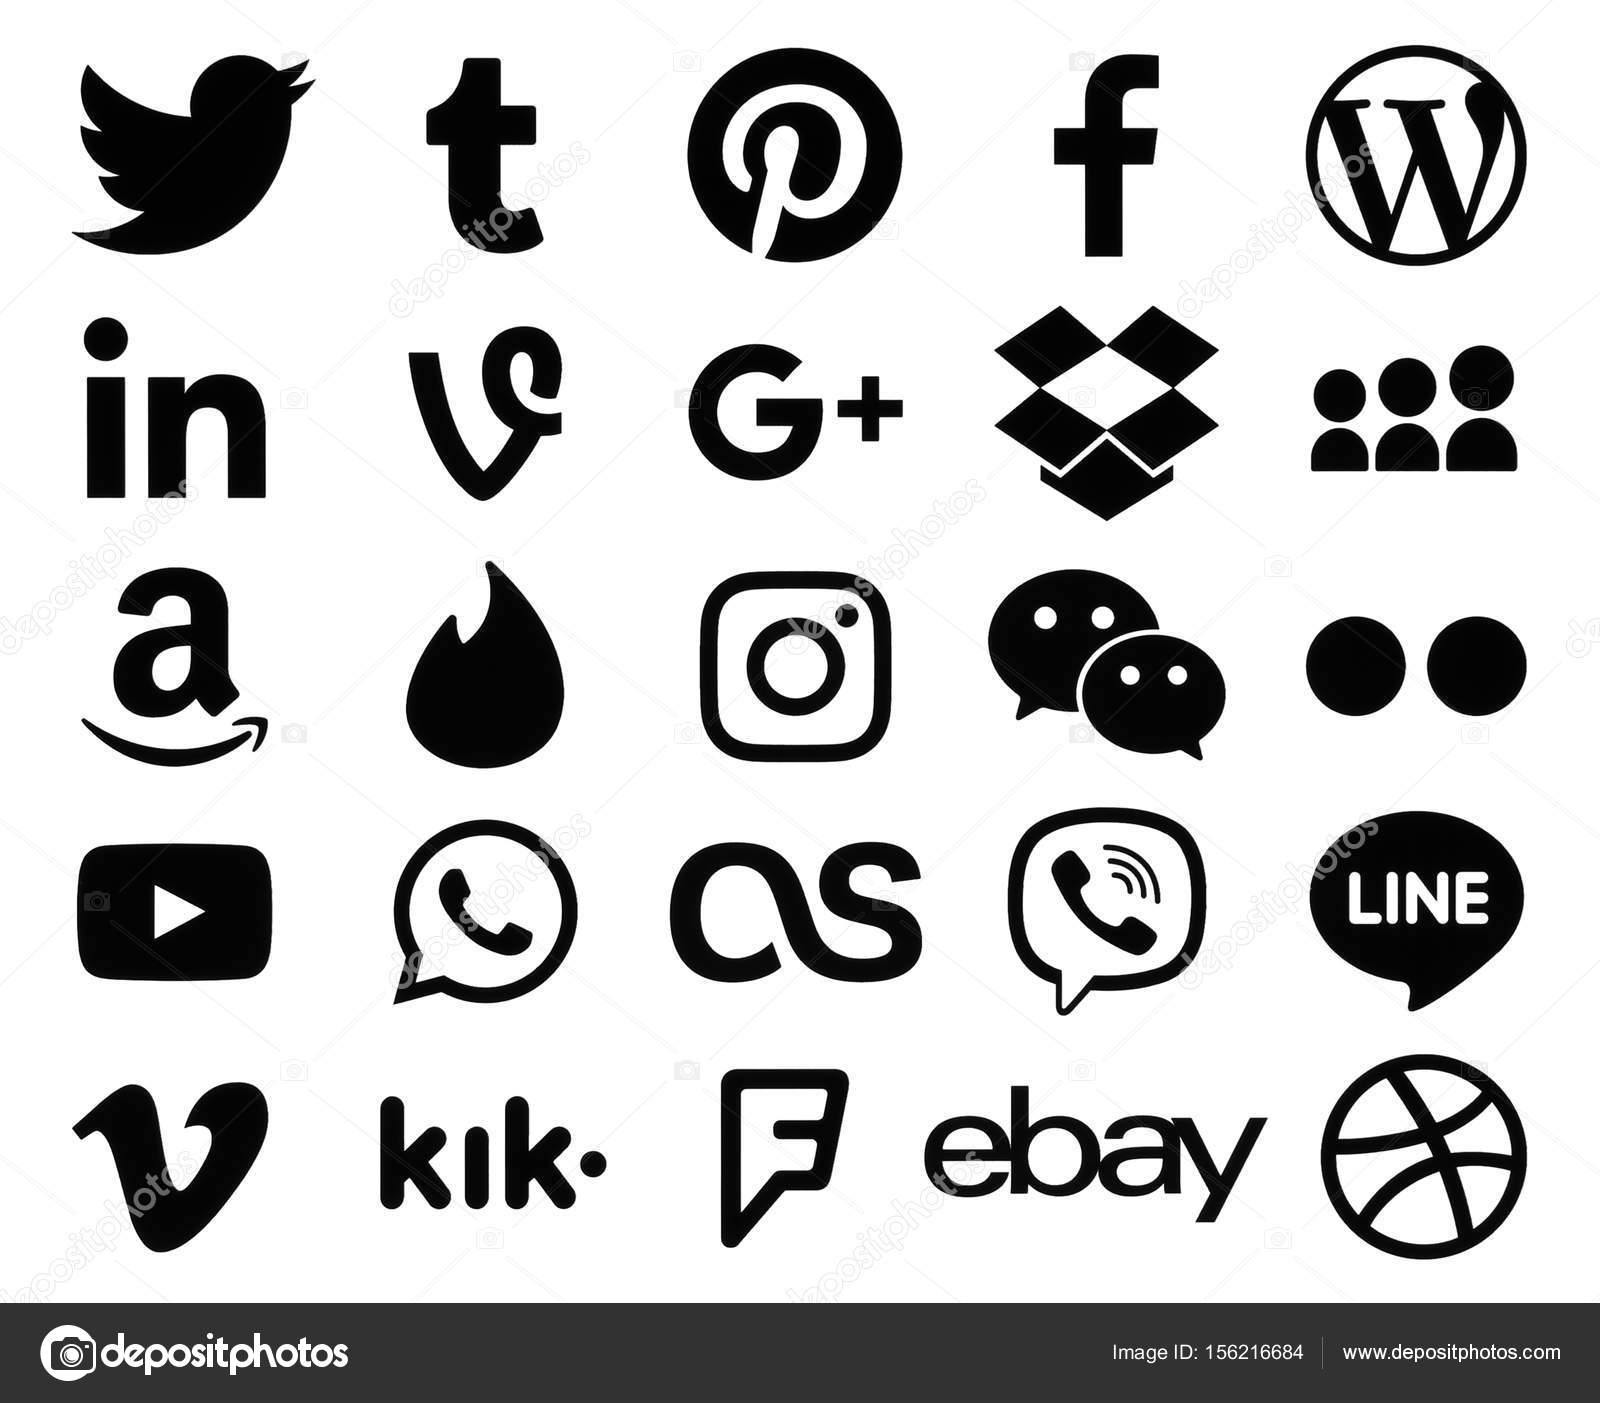 t f W
in G+
a
LINE
kik·
F ebay
depositphotos
Image ID: 156216684 www.depositphotos.com